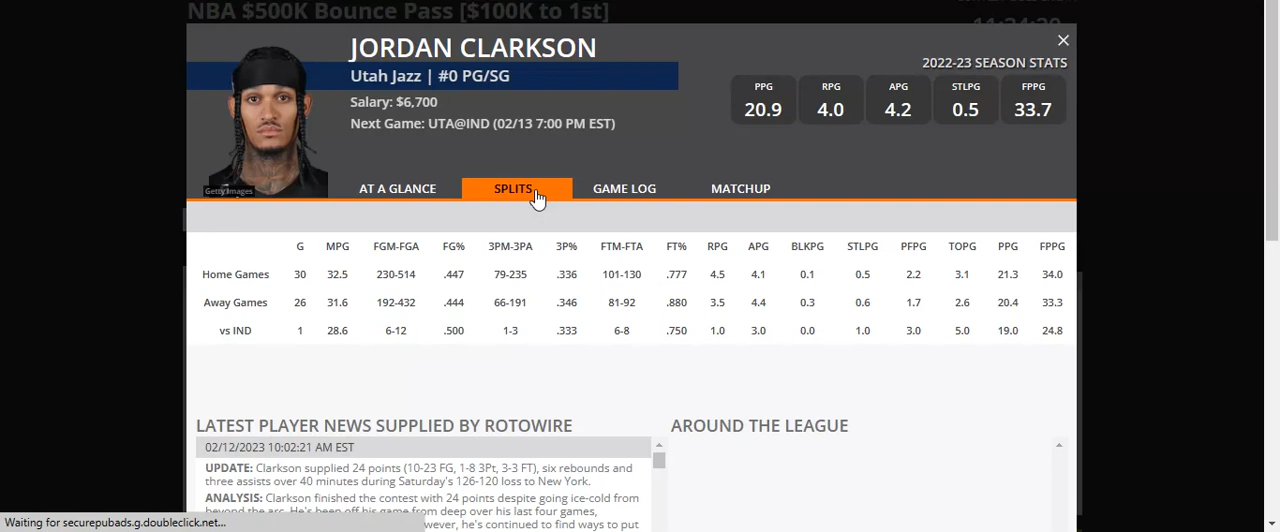 NBA $500K Bounce Pass [$100K to 1st]
JORDAN CLARKSON
Utah Jazz | #0 PG/SG
Salary: $6,700
Next Game: UTA@IND (02/13 7:00 PM EST)
2022-23 SEASON STATS
PPG RPG APG STLPG FPPG
20.9 4.0 4.2 0.5 33.7
Getty Images
AT A GLANCE SPLITS GAME LOG MATCHUP
G MPG FGM-FGA FG% 3PM-3PA 3P% FTM-FTA FT% RPG APG BLKPG STLPG PFPG TOPG PPG FPPG
Home Games 30 32.5 230-514 .447 79-235 .336 101-130 .777 4.5 4.1 0.1 0.5 2.2 3.1 21.3 34.0
Away Games 26 31.6 192-432 .444 66-191 .346 81-92 .880 3.5 4.4 0.3 0.6 1.7 2.6 20.4 33.3
vs IND 1 28.6 6-12 .500 1-3 .333 6-8 .750 1.0 3.0 0.0 1.0 3.0 5.0 19.0 24.8
LATEST PLAYER NEWS SUPPLIED BY ROTOWIRE
02/12/2023 10:02:21 AM EST
UPDATE: Clarkson supplied 24 points (10-23 FG, 1-8 3Pt, 3-3 FT), six rebounds and
three assists over 40 minutes during Saturday's 126-120 loss to New York.
ANALYSIS: Clarkson finished the contest with 24 points despite going ice-cold from
beyond the arc. He's been off his game from deep over his last four games,
however, he's continued to find ways to put
AROUND THE LEAGUE
Waiting for securepubads.g.doubleclick.net...